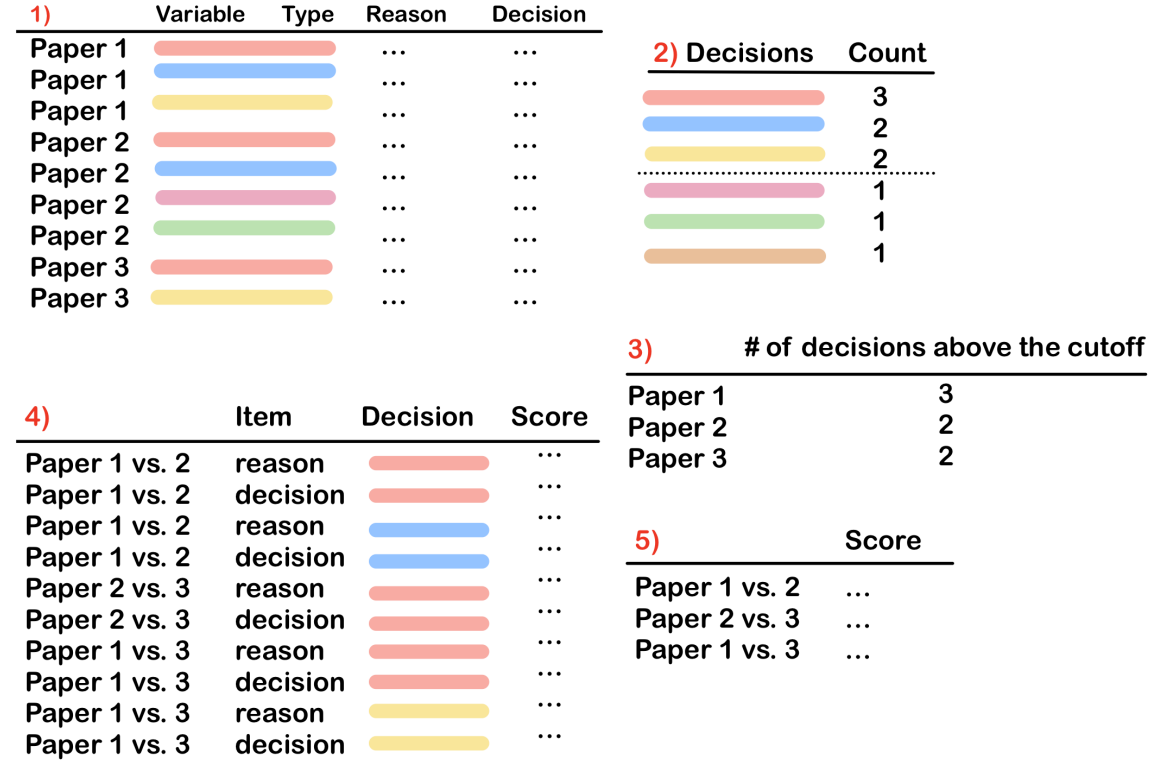 1) Variable Type Reason Decision
Paper 1 ... ...
Paper 1 ... ...
Paper 1 ... ...
Paper 2 ... ...
Paper 2 ... ...
Paper 2 ... ...
Paper 2 ... ...
Paper 3 ... ...
Paper 3 ... ...
2) Decisions Count
3
2
2
1
1
1
3) # of decisions above the cutoff
Paper 1 3
Paper 2 2
Paper 3 2
4) Item Decision Score
Paper 1 vs. 2 reason ...
Paper 1 vs. 2 decision ...
Paper 1 vs. 2 reason ...
Paper 1 vs. 2 decision ...
Paper 2 vs. 3 reason ...
Paper 2 vs. 3 decision ...
Paper 1 vs. 3 reason ...
Paper 1 vs. 3 decision ...
Paper 1 vs. 3 reason ...
Paper 1 vs. 3 decision ...
5) Score
Paper 1 vs. 2 ...
Paper 2 vs. 3 ...
Paper 1 vs. 3 ...